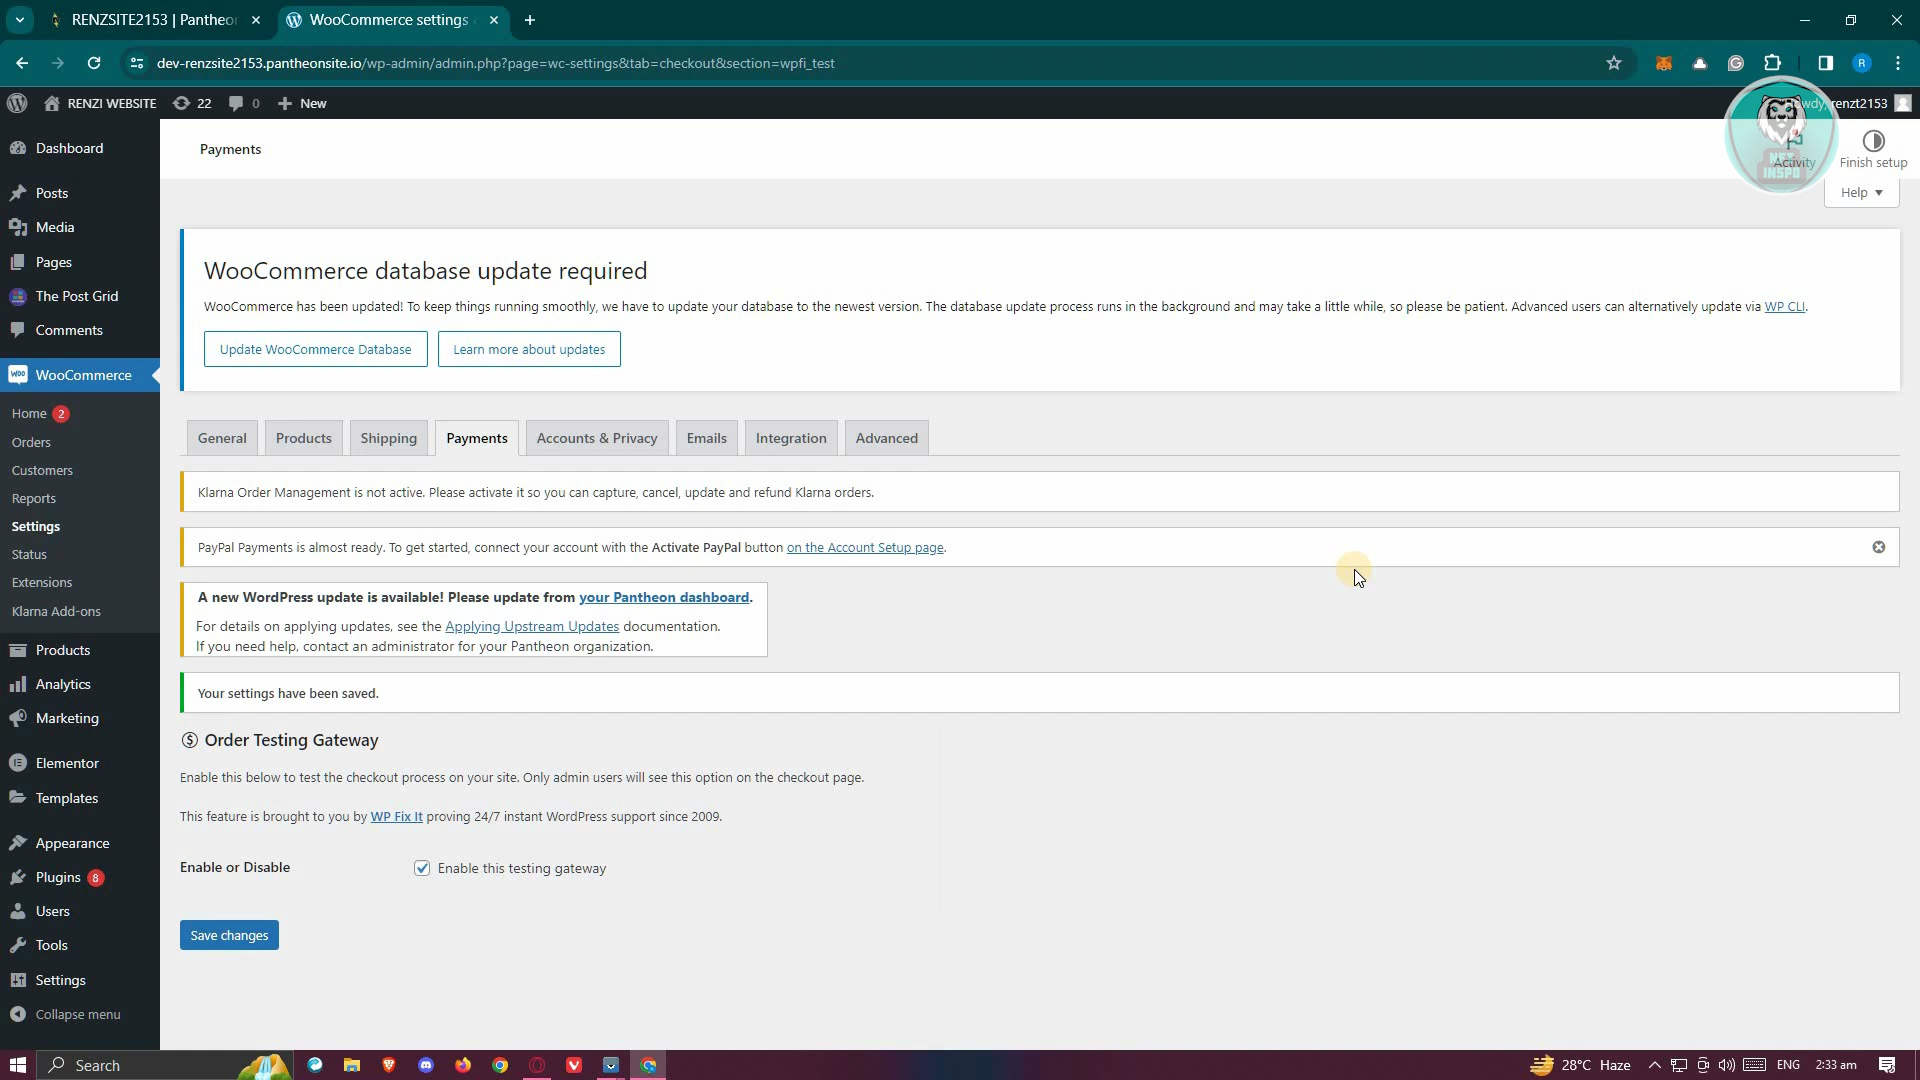 RENZSITE2153 | Pantheon
WooCommerce settings
dev-renzsite2153.pantheonsite.io/wp-admin/admin.php?page=wc-settings&tab=checkout&section=wpfi_test
R
RENZI WEBSITE
22
0
New
Howdy, renzt2153
NET INSPO
Dashboard
Posts
Media
Pages
The Post Grid
Comments
Woo
WooCommerce
Home 2
Orders
Customers
Reports
Settings
Status
Extensions
Klarna Add-ons
Products
Analytics
Marketing
Elementor
Templates
Appearance
Plugins 8
Users
Tools
Settings
Collapse menu
Payments
Activity
Finish setup
Help
WooCommerce database update required
WooCommerce has been updated! To keep things running smoothly, we have to update your database to the newest version. The database update process runs in the background and may take a little while, so please be patient. Advanced users can alternatively update via WP CLI.
Update WooCommerce Database
Learn more about updates
General
Products
Shipping
Payments
Accounts & Privacy
Emails
Integration
Advanced
Klarna Order Management is not active. Please activate it so you can capture, cancel, update and refund Klarna orders.
PayPal Payments is almost ready. To get started, connect your account with the Activate PayPal button on the Account Setup page.
A new WordPress update is available! Please update from your Pantheon dashboard.
For details on applying updates, see the Applying Upstream Updates documentation.
If you need help, contact an administrator for your Pantheon organization.
Your settings have been saved.
Order Testing Gateway
Enable this below to test the checkout process on your site. Only admin users will see this option on the checkout page.
This feature is brought to you by WP Fix It proving 24/7 instant WordPress support since 2009.
Enable or Disable
Enable this testing gateway
Save changes
Search
28°C Haze
ENG
2:33 am